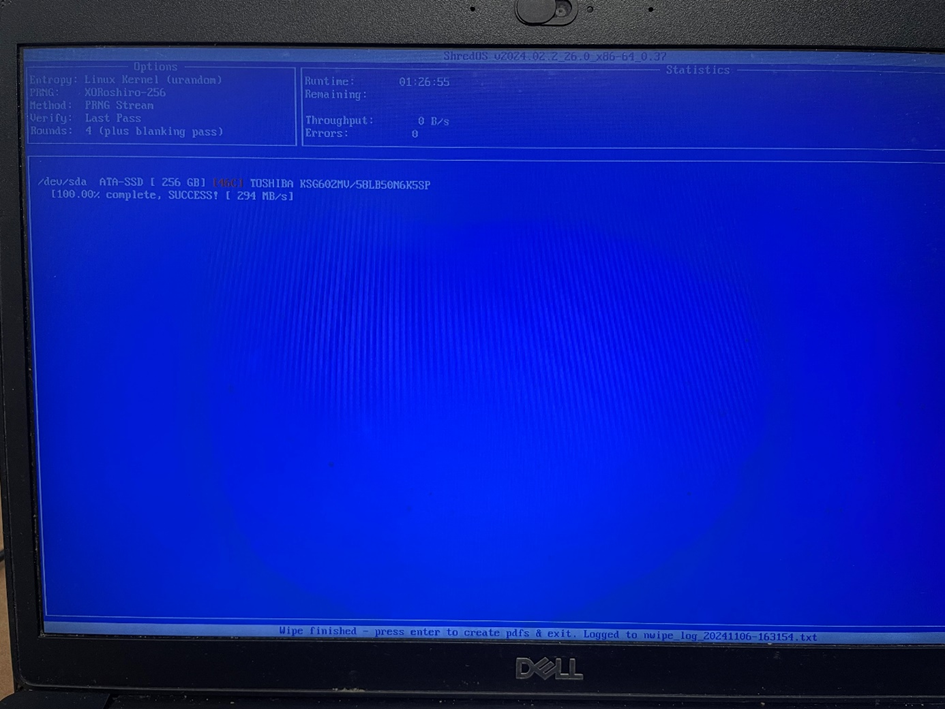 ShredOS v2024.02.2_26.0_x86-64_0.37
Options
Entropy: Linux Kernel (urandom)
PRNG: XORoshiro-256
Method: PRNG Stream
Verify: Last Pass
Rounds: 4 (plus blanking pass)
Statistics
Runtime: 01:26:55
Remaining:
Throughput: 0 B/s
Errors: 0
/dev/sda ATA-SSD [ 256 GB] TOSHIBA KSG60ZMV/58LB50N6K5SP
[100.00% complete, SUCCESS! [ 294 MB/s]
Wipe finished - press enter to create pdfs & exit. Logged to nwipe_log_20241106-163154.txt
DELL